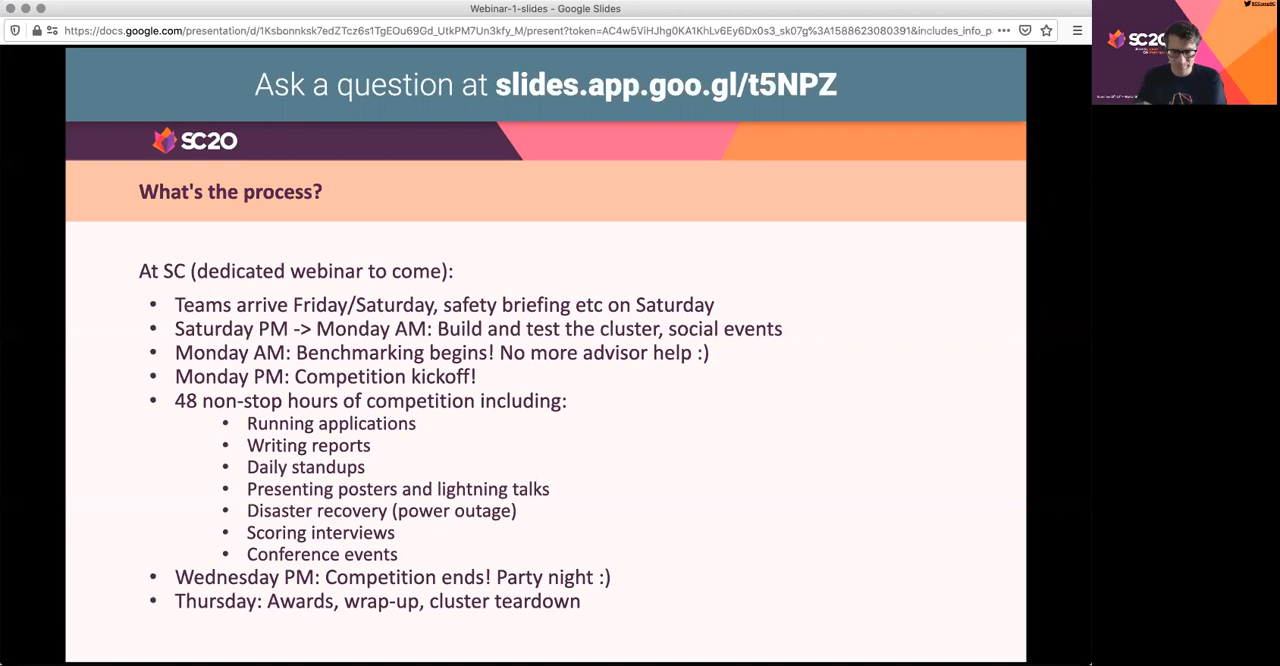 Webinar-1-slides - Google Slides
https://docs.google.com/presentation/d/1Ksbonnksk7edZTcz6s1TgEOu69Gd_UtkPM7Un3kfy_M/present?token=AC4w5ViHJhg0KA1KhLv6Ey6Dx0s3_sk07g%3A1588623080391&includes_info_p
Ask a question at slides.app.goo.gl/t5NPZ
SC20
SC20
What's the process?
At SC (dedicated webinar to come):
• Teams arrive Friday/Saturday, safety briefing etc on Saturday
• Saturday PM -> Monday AM: Build and test the cluster, social events
• Monday AM: Benchmarking begins! No more advisor help :)
• Monday PM: Competition kickoff!
• 48 non-stop hours of competition including:
• Running applications
• Writing reports
• Daily standups
• Presenting posters and lightning talks
• Disaster recovery (power outage)
• Scoring interviews
• Conference events
• Wednesday PM: Competition ends! Party night :)
• Thursday: Awards, wrap-up, cluster teardown